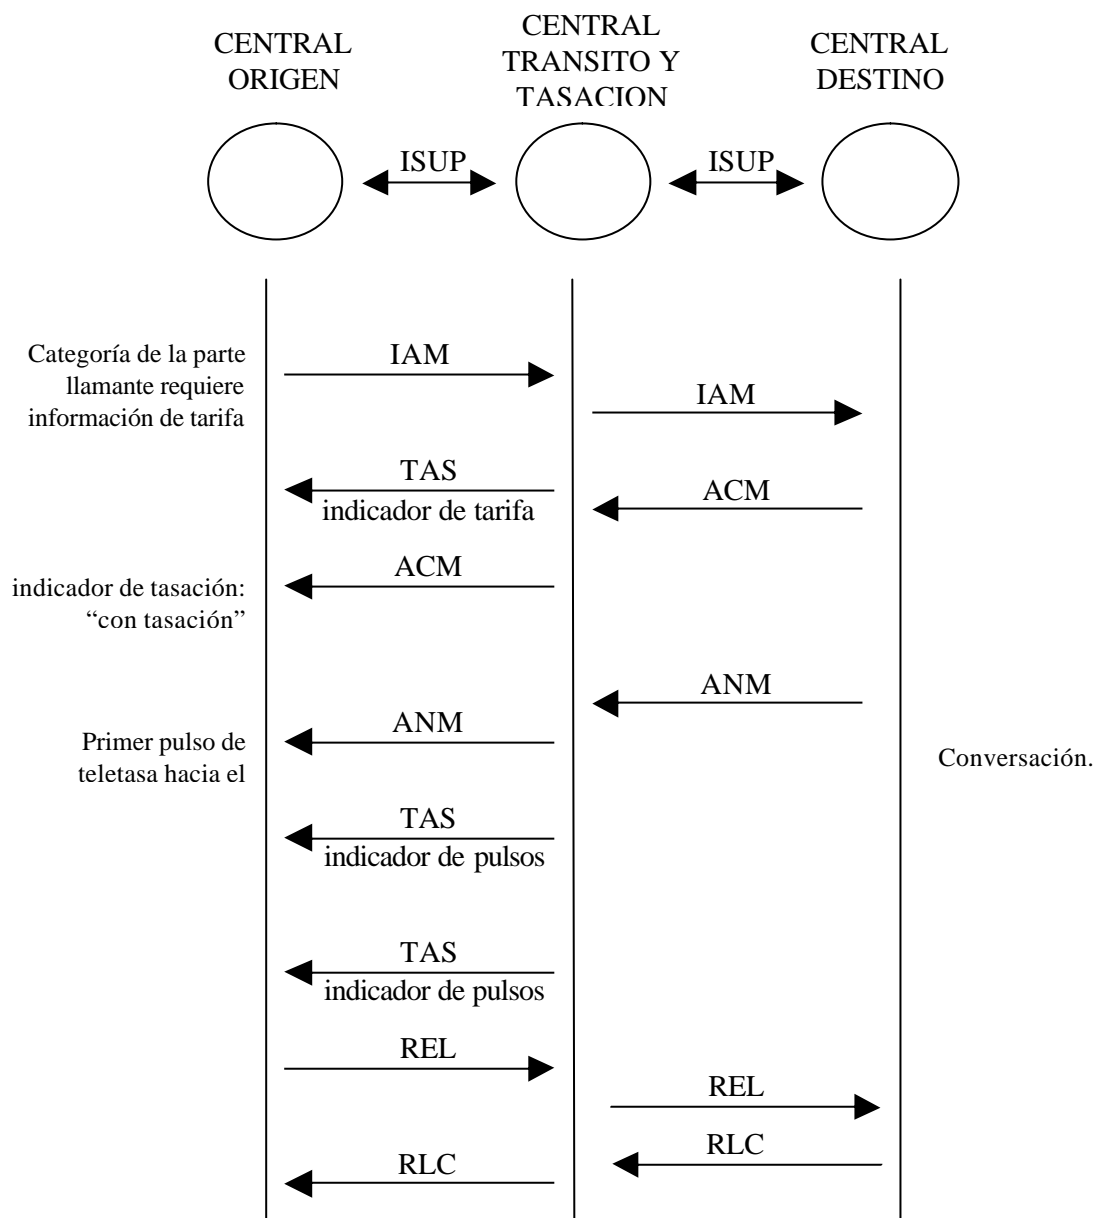 CENTRAL
ORIGEN
CENTRAL
TRANSITO Y
TASACION
CENTRAL
DESTINO
ISUP
ISUP
Categoría de la parte
llamante requiere
información de tarifa
IAM
IAM
TAS
indicador de tarifa
ACM
ACM
indicador de tasación:
“con tasación”
ANM
ANM
Primer pulso de
teletasa hacia el
Conversación.
TAS
indicador de pulsos
TAS
indicador de pulsos
REL
REL
RLC
RLC